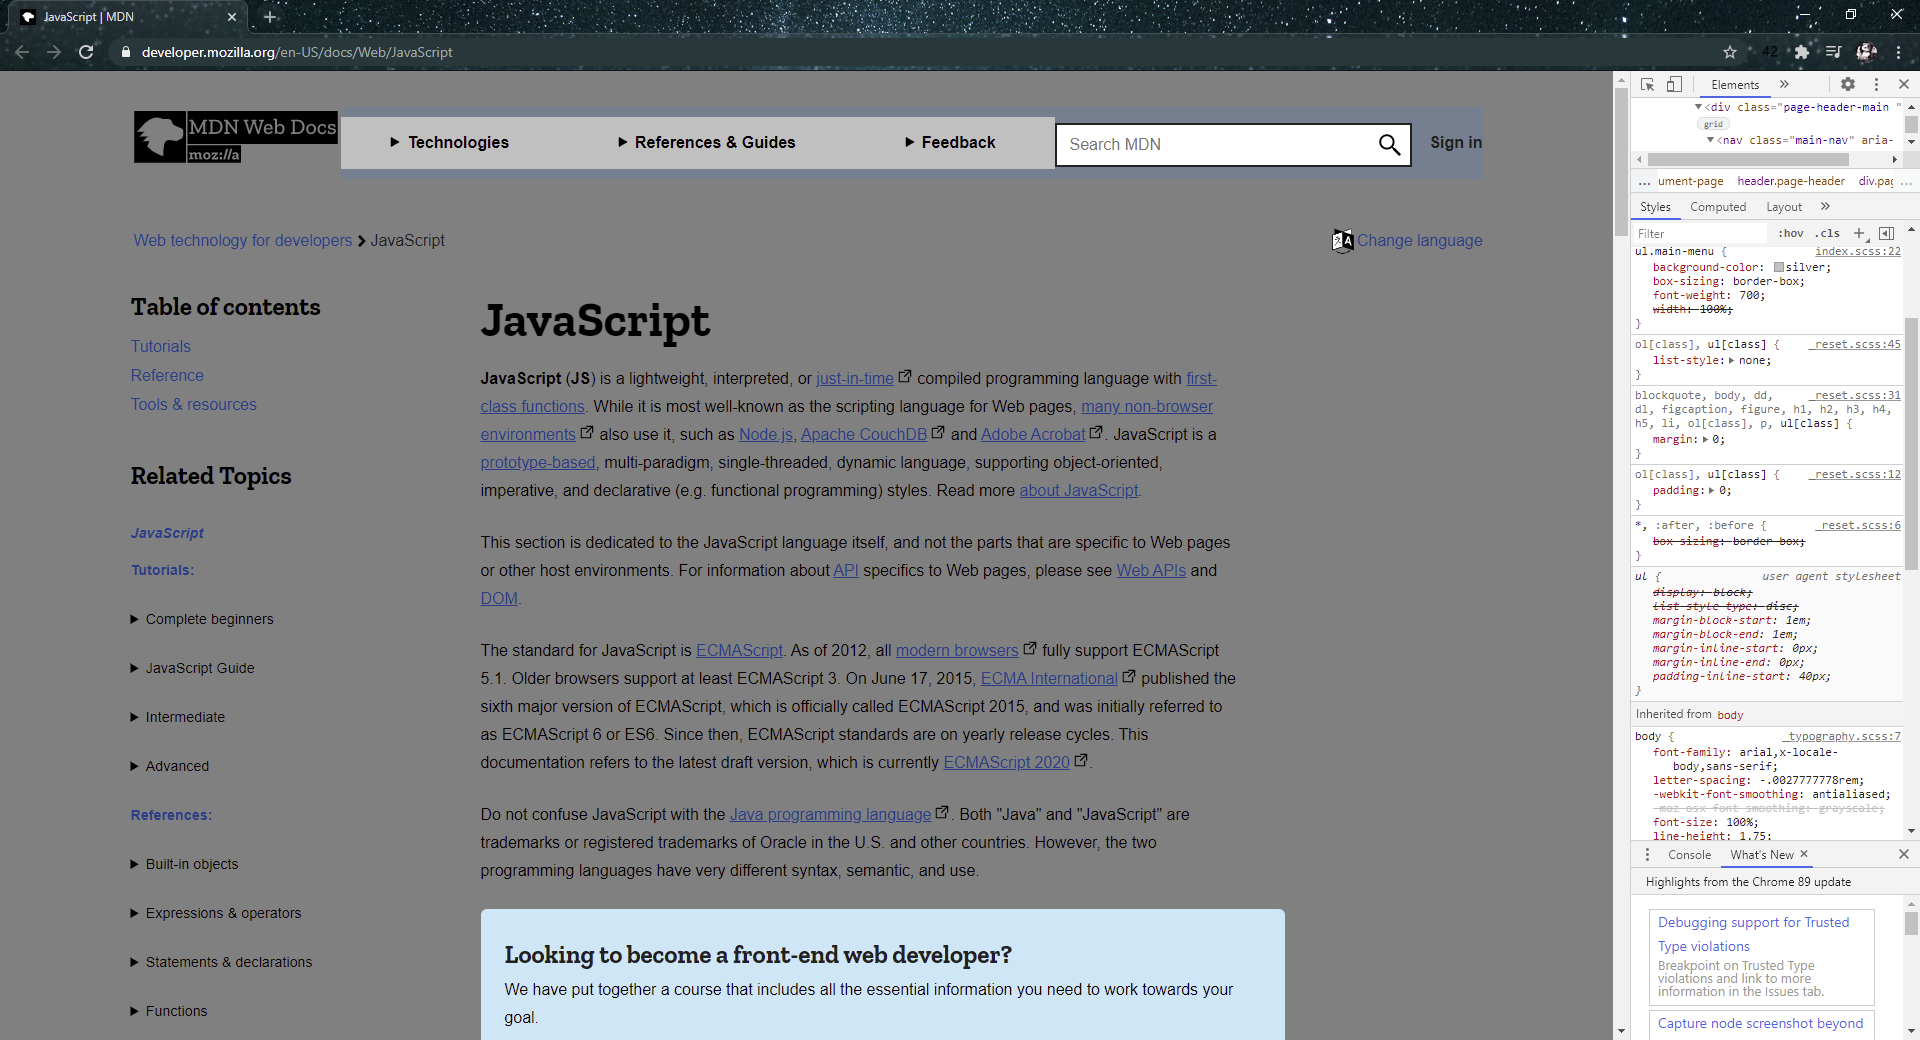 JavaScript | MDN
developer.mozilla.org/en-US/docs/Web/JavaScript
42
MDN Web Docs
moz://a
Technologies
References & Guides
Feedback
Search MDN
Sign in
Web technology for developers
JavaScript
Change language
Table of contents
Tutorials
Reference
Tools & resources
Related Topics
JavaScript
Tutorials:
Complete beginners
JavaScript Guide
Intermediate
Advanced
References:
Built-in objects
Expressions & operators
Statements & declarations
Functions
JavaScript
JavaScript (JS) is a lightweight, interpreted, or just-in-time compiled programming language with first-
class functions. While it is most well-known as the scripting language for Web pages, many non-browser
environments also use it, such as Node.js, Apache CouchDB and Adobe Acrobat. JavaScript is a
prototype-based, multi-paradigm, single-threaded, dynamic language, supporting object-oriented,
imperative, and declarative (e.g. functional programming) styles. Read more about JavaScript.
This section is dedicated to the JavaScript language itself, and not the parts that are specific to Web pages
or other host environments. For information about API specifics to Web pages, please see Web APIs and
DOM.
The standard for JavaScript is ECMAScript. As of 2012, all modern browsers fully support ECMAScript
5.1. Older browsers support at least ECMAScript 3. On June 17, 2015, ECMA International published the
sixth major version of ECMAScript, which is officially called ECMAScript 2015, and was initially referred to
as ECMAScript 6 or ES6. Since then, ECMAScript standards are on yearly release cycles. This
documentation refers to the latest draft version, which is currently ECMAScript 2020.
Do not confuse JavaScript with the Java programming language. Both "Java" and "JavaScript" are
trademarks or registered trademarks of Oracle in the U.S. and other countries. However, the two
programming languages have very different syntax, semantic, and use.
Looking to become a front-end web developer?
We have put together a course that includes all the essential information you need to work towards your
goal.
Elements
<div class="page-header-main "
grid
<nav class="main-nav" aria-
... ument-page header.page-header div.pag ...
Styles Computed Layout
Filter :hov .cls
ul.main-menu { index.scss:22
background-color: silver;
box-sizing: border-box;
font-weight: 700;
width: 100%;
}
ol[class], ul[class] { _reset.scss:45
list-style: none;
}
blockquote, body, dd, _reset.scss:31
dl, figcaption, figure, h1, h2, h3, h4,
h5, li, ol[class], p, ul[class] {
margin: 0;
}
ol[class], ul[class] { _reset.scss:12
padding: 0;
}
*, :after, :before { _reset.scss:6
box-sizing: border-box;
}
ul { user agent stylesheet
display: block;
list-style-type: disc;
margin-block-start: 1em;
margin-block-end: 1em;
margin-inline-start: 0px;
margin-inline-end: 0px;
padding-inline-start: 40px;
}
Inherited from body
body { _typography.scss:7
font-family: arial,x-locale-
body,sans-serif;
letter-spacing: -.0027777778rem;
-webkit-font-smoothing: antialiased;
-moz-osx-font-smoothing: grayscale;
font-size: 100%;
line-height: 1.75;
Console What's New
Highlights from the Chrome 89 update
Debugging support for Trusted
Type violations
Breakpoint on Trusted Type
violations and link to more
information in the Issues tab.
Capture node screenshot beyond